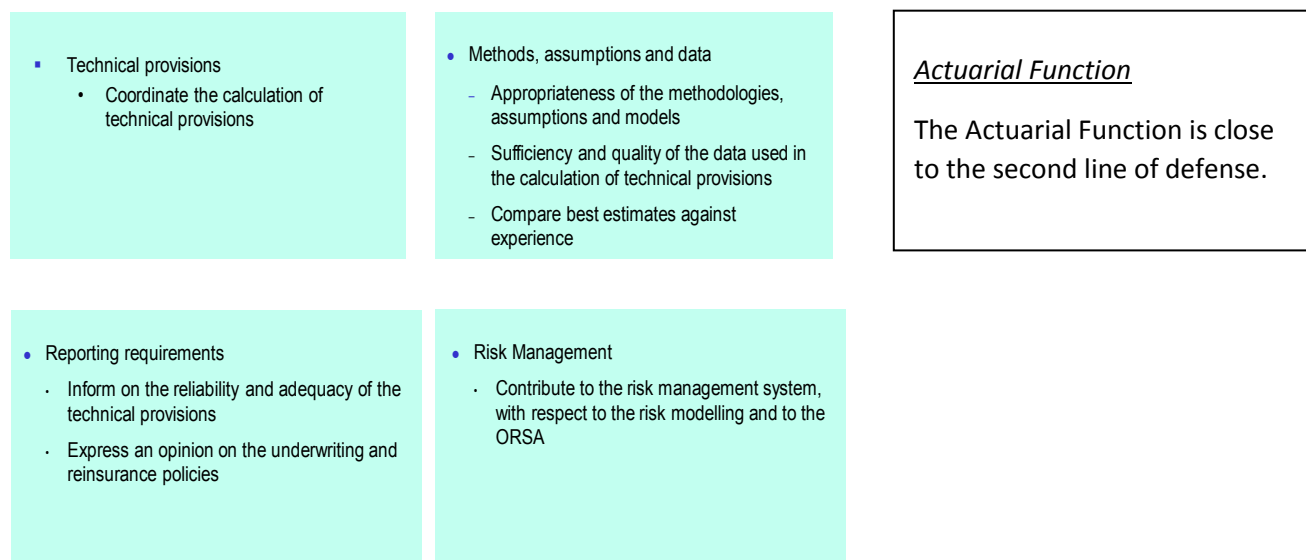 ▪ Technical provisions
• Coordinate the calculation of
technical provisions
• Methods, assumptions and data
- Appropriateness of the methodologies,
assumptions and models
- Sufficiency and quality of the data used in
the calculation of technical provisions
- Compare best estimates against
experience
Actuarial Function
The Actuarial Function is close
to the second line of defense.
• Reporting requirements
• Inform on the reliability and adequacy of the
technical provisions
• Express an opinion on the underwriting and
reinsurance policies
• Risk Management
• Contribute to the risk management system,
with respect to the risk modelling and to the
ORSA